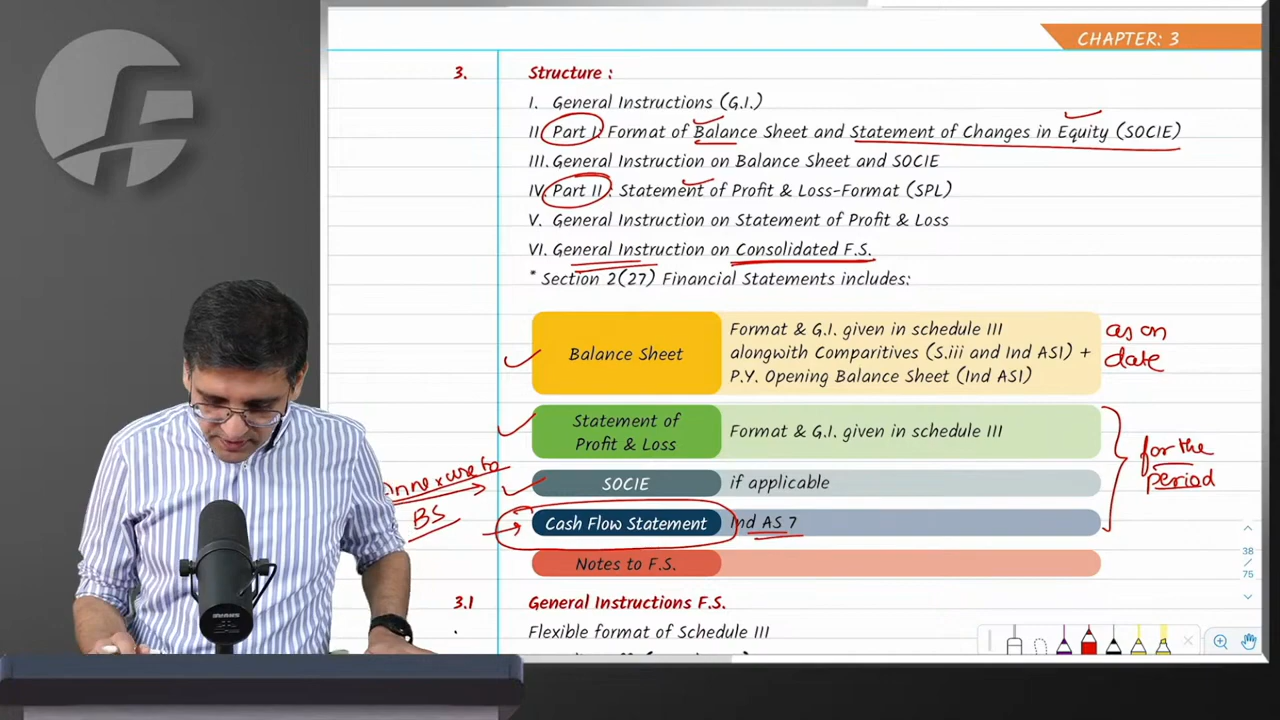 CHAPTER: 3
3. Structure :
I. General Instructions (G.I.)
II. Part I: Format of Balance Sheet and Statement of Changes in Equity (SOCIE)
III. General Instruction on Balance Sheet and SOCIE
IV. Part II : Statement of Profit & Loss-Format (SPL)
V. General Instruction on Statement of Profit & Loss
VI. General Instruction on Consolidated F.S.
* Section 2(27) Financial Statements includes:
Balance Sheet
Format & G.I. given in schedule III
alongwith Comparitives (S.iii and Ind AS1) +
P.Y. Opening Balance Sheet (Ind AS1)
as on
date
Statement of
Profit & Loss
Format & G.I. given in schedule III
for the
period
Annexure to
BS
SOCIE if applicable
Cash Flow Statement Ind AS 7
Notes to F.S.
38
/
75
3.1 General Instructions F.S.
Flexible format of Schedule III